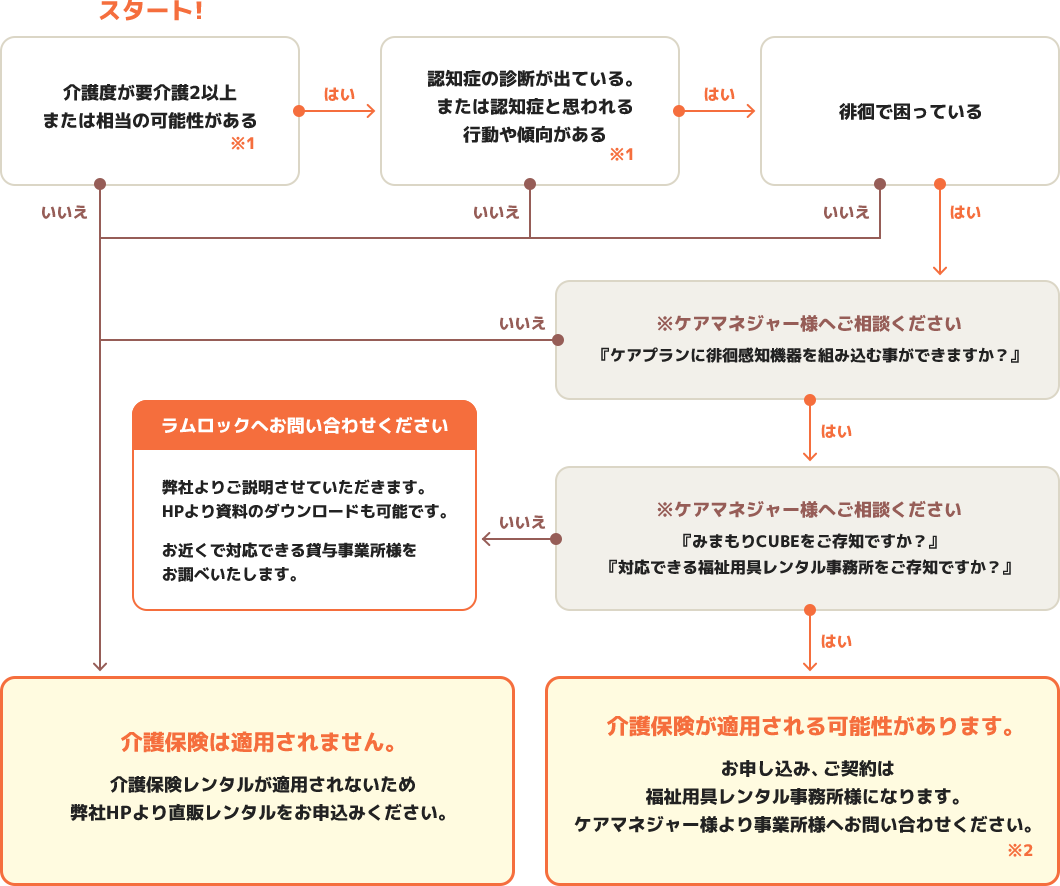 スタート!
介護度が要介護2以上
または相当の可能性がある
※1
はい
認知症の診断が出ている。
または認知症と思われる
行動や傾向がある
※1
はい
徘徊で困っている
いいえ
いいえ
いいえ
はい
いいえ
※ケアマネジャー様へご相談ください
『ケアプランに徘徊感知機器を組み込む事ができますか？』
はい
ラムロックへお問い合わせください
弊社よりご説明させていただきます。
HPより資料のダウンロードも可能です。
お近くで対応できる貸与事業所様を
お調べいたします。
いいえ
※ケアマネジャー様へご相談ください
『みまもりCUBEをご存知ですか？』
『対応できる福祉用具レンタル事務所をご存知ですか？』
はい
介護保険は適用されません。
介護保険レンタルが適用されないため
弊社HPより直販レンタルをお申込みください。
介護保険が適用される可能性があります。
お申し込み、ご契約は
福祉用具レンタル事務所様になります。
ケアマネジャー様より事業所様へお問い合わせください。
※2